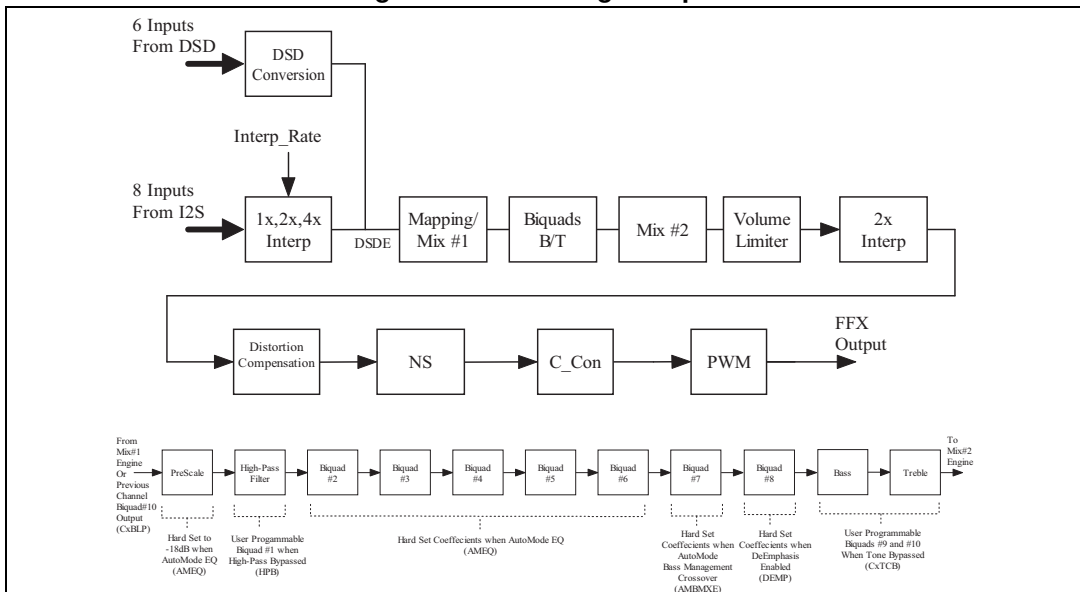 6 Inputs
From DSD
DSD
Conversion
Interp_Rate
8 Inputs
From I2S
1x,2x,4x
Interp
DSDE
Mapping/
Mix #1
Biquads
B/T
Mix #2
Volume
Limiter
2x
Interp
Distortion
Compensation
NS
C_Con
PWM
FFX
Output
From
Mix#1
Engine
Or
Previous
Channel
Biquad#10
Output
(CxBLP)
PreScale
High-Pass
Filter
Biquad
#2
Biquad
#3
Biquad
#4
Biquad
#5
Biquad
#6
Biquad
#7
Biquad
#8
Bass
Treble
To
Mix#2
Engine
Hard Set to
-18dB when
AutoMode EQ
(AMEQ)
User Progamable
Biquad #1 when
High-Pass Bypassed
(HPB)
Hard Set Coeffecients when AutoMode EQ
(AMEQ)
Hard Set
Coeffecients when
AutoMode
Bass Management
Crossover
(AMBMXE)
Hard Set
Coeffecients when
DeEmphasis
Enabled
(DEMP)
User Programmable
Biquads #9 and #10
When Tone Bypassed
(CxTCB)